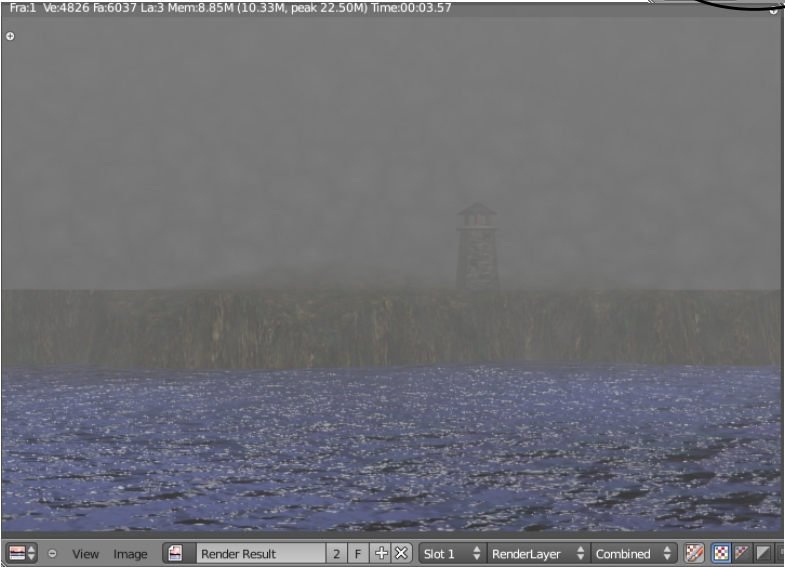 Fra:1 Ve:4826 Fa:6037 La:3 Mem:8.85M (10.33M, peak 22.50M) Time:00:03.57
View Image Render Result 2 F Slot 1 RenderLayer Combined